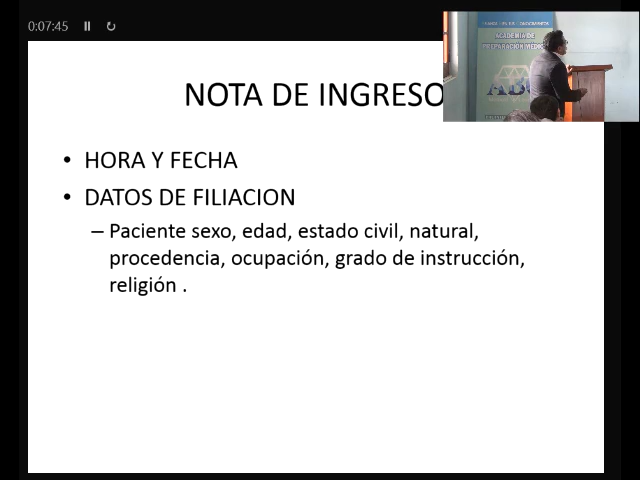 0:07:45
NOTA DE INGRESO
• HORA Y FECHA
• DATOS DE FILIACION
– Paciente sexo, edad, estado civil, natural,
procedencia, ocupación, grado de instrucción,
religión .
ACADEMIA DE
PREPARACION MEDICA